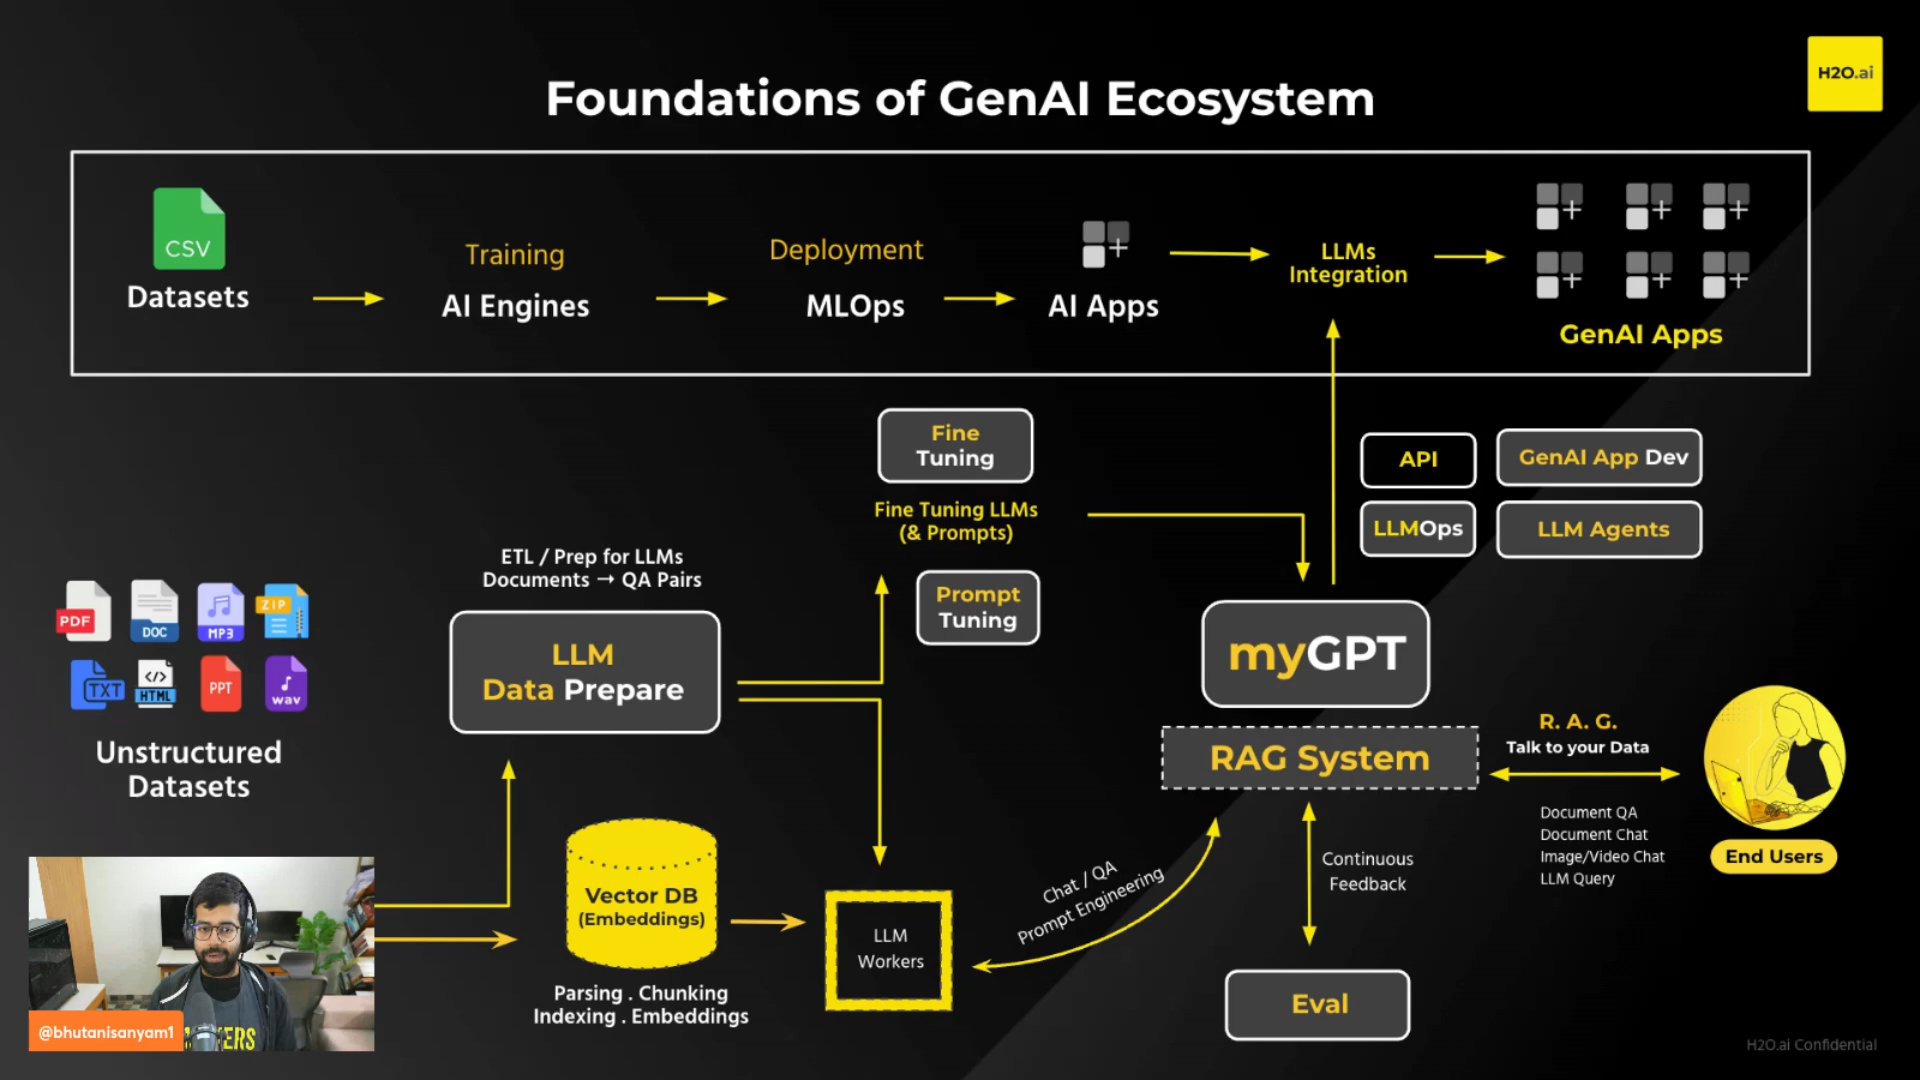 H2O.ai
Foundations of GenAI Ecosystem
CSV
Datasets
Training
AI Engines
Deployment
MLOps
AI Apps
LLMs
Integration
GenAI Apps
Fine
Tuning
Fine Tuning LLMs
(& Prompts)
Prompt
Tuning
API
GenAI App Dev
LLMOps
LLM Agents
ETL / Prep for LLMs
Documents → QA Pairs
LLM
Data Prepare
PDF
DOC
MP3
ZIP
TXT
</>
HTML
PPT
wav
Unstructured
Datasets
myGPT
RAG System
R. A. G.
Talk to your Data
Document QA
Document Chat
Image/Video Chat
LLM Query
End Users
Vector DB
(Embeddings)
Parsing . Chunking
Indexing . Embeddings
LLM
Workers
Chat / QA
Prompt Engineering
Continuous
Feedback
Eval
@bhutanisanyam1
H2O.ai Confidential